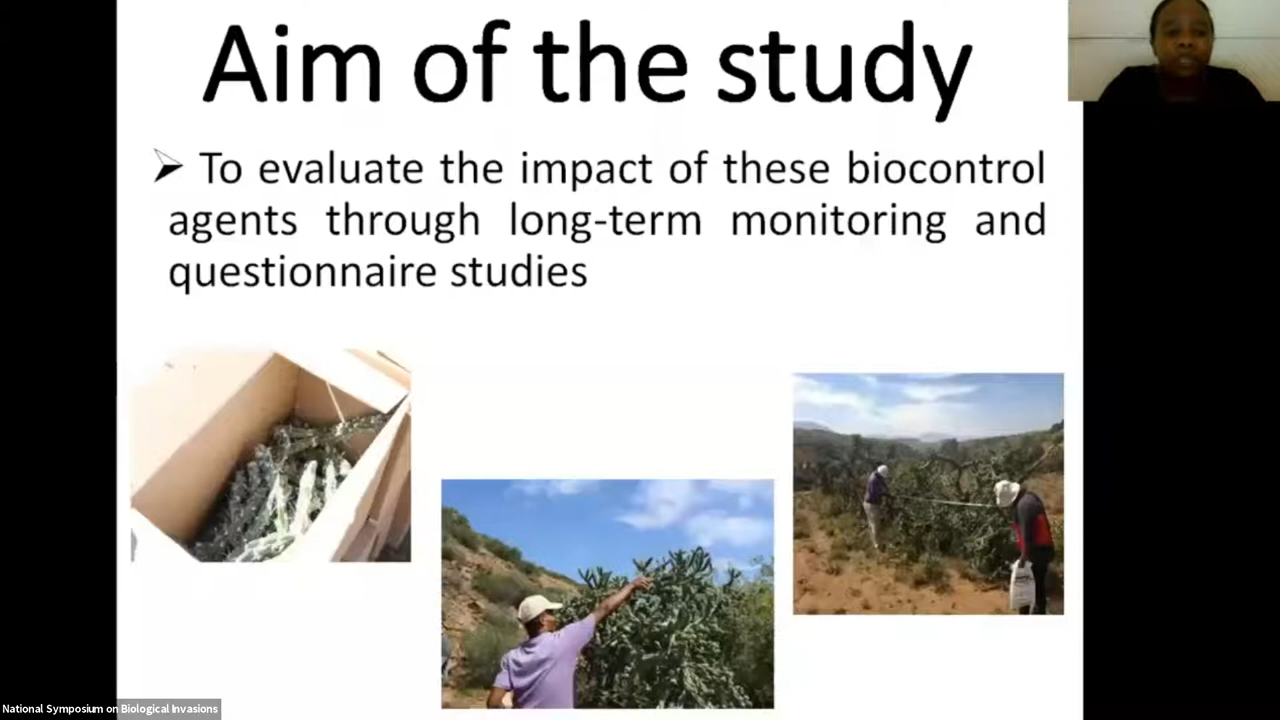 Aim of the study
➢ To evaluate the impact of these biocontrol
agents through long-term monitoring and
questionnaire studies
National Symposium on Biological Invasions